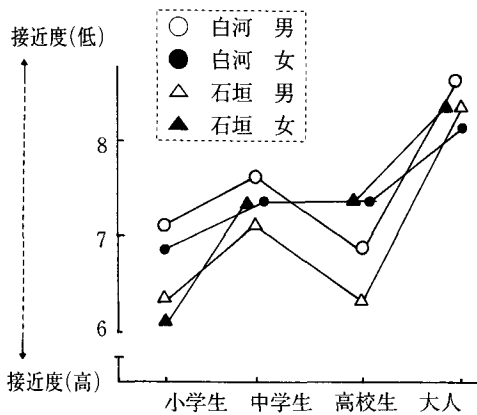 接近度(低)
○ 白河 男
● 白河 女
△ 石垣 男
▲ 石垣 女
8
7
6
接近度(高)
小学生 中学生 高校生 大人